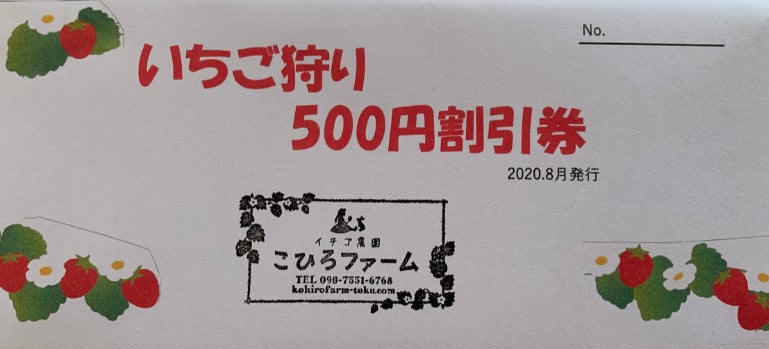 No.
いちご狩り
500円割引券
2020.8月発行
イチゴ農園
こひろファーム
TEL 090-7551-6768
kohirofarm-toku.com